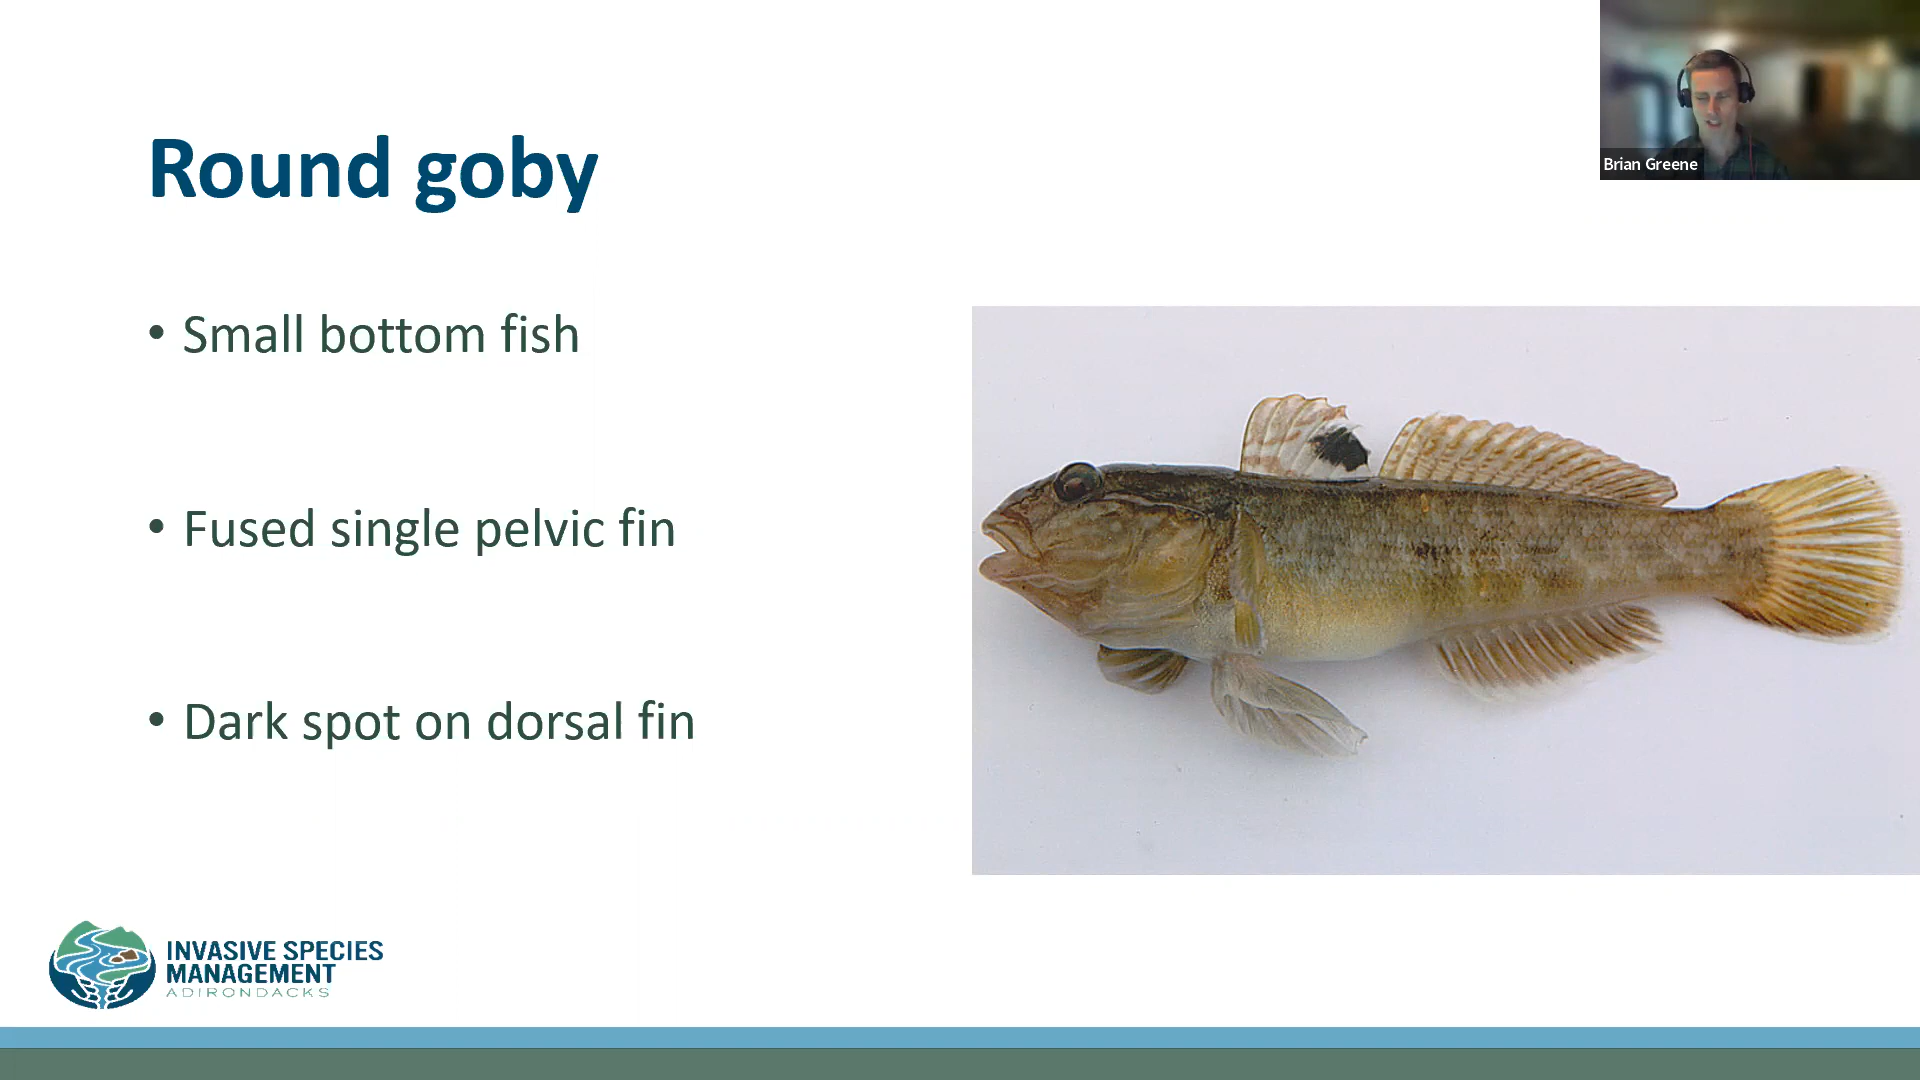 Round goby
• Small bottom fish
• Fused single pelvic fin
• Dark spot on dorsal fin
Brian Greene
INVASIVE SPECIES
MANAGEMENT
ADIRONDACKS